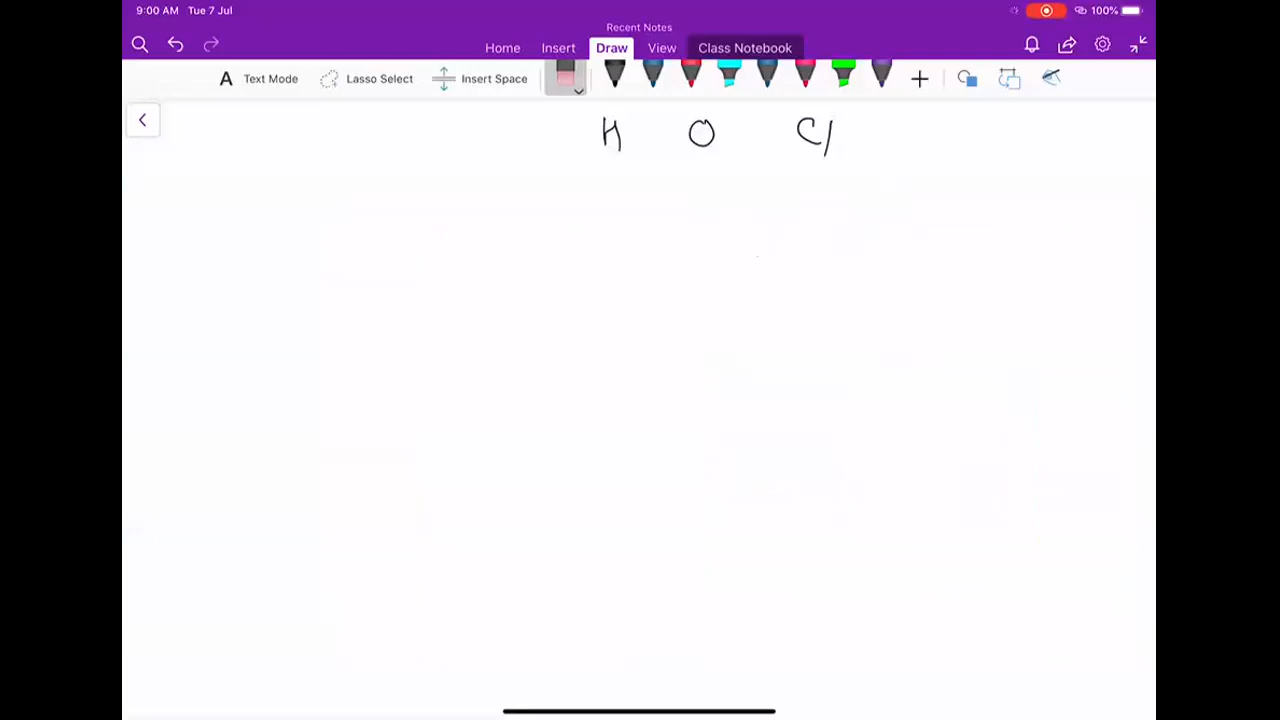 9:00 AM Tue 7 Jul
100%
Recent Notes
Home Insert Draw View Class Notebook
A Text Mode Lasso Select Insert Space
H O Cl